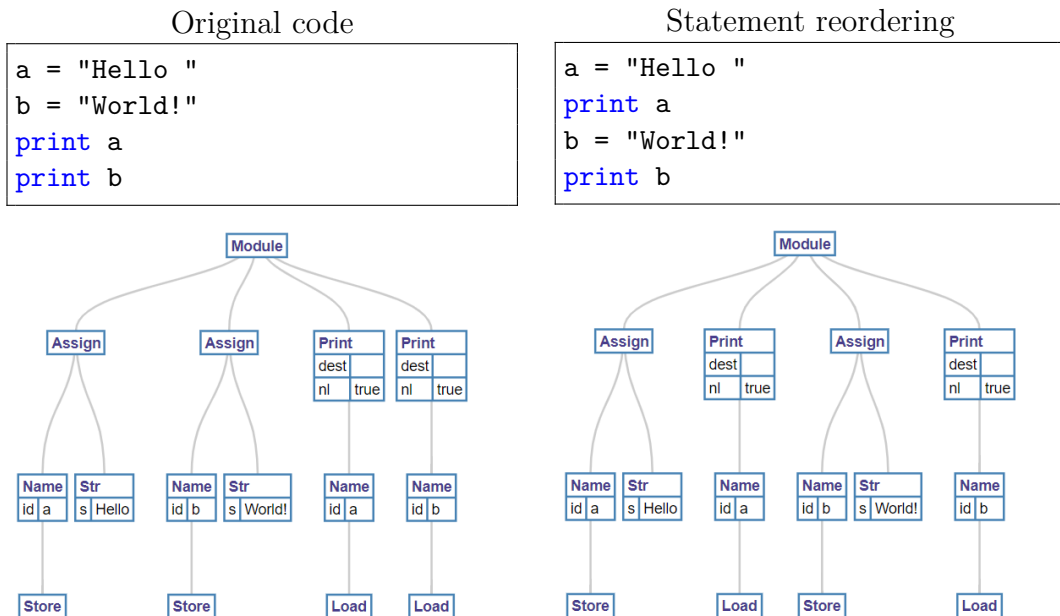 Original code
a = "Hello "
b = "World!"
print a
print b
Statement reordering
a = "Hello "
print a
b = "World!"
print b
Module
Assign Assign Print Print
dest dest
nl true nl true
Name Str Name Str Name Name
id a s Hello id b s World! id a id b
Store Store Load Load
Module
Assign Print Assign Print
dest dest
nl true nl true
Name Str Name Name Str Name
id a s Hello id a id b s World! id b
Store Load Store Load